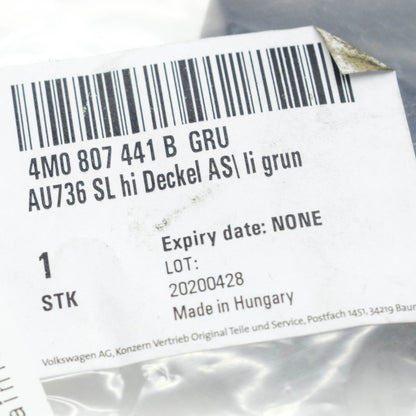 4M0 807 441 B GRU
AU736 SL hi Deckel AS\ li grun
1
STK
Expiry date: NONE
LOT:
20200428
Made in Hungary
Volkswagen AG, Konzern Vertrieb Original Teile und Service, Postfach 1451, 34219